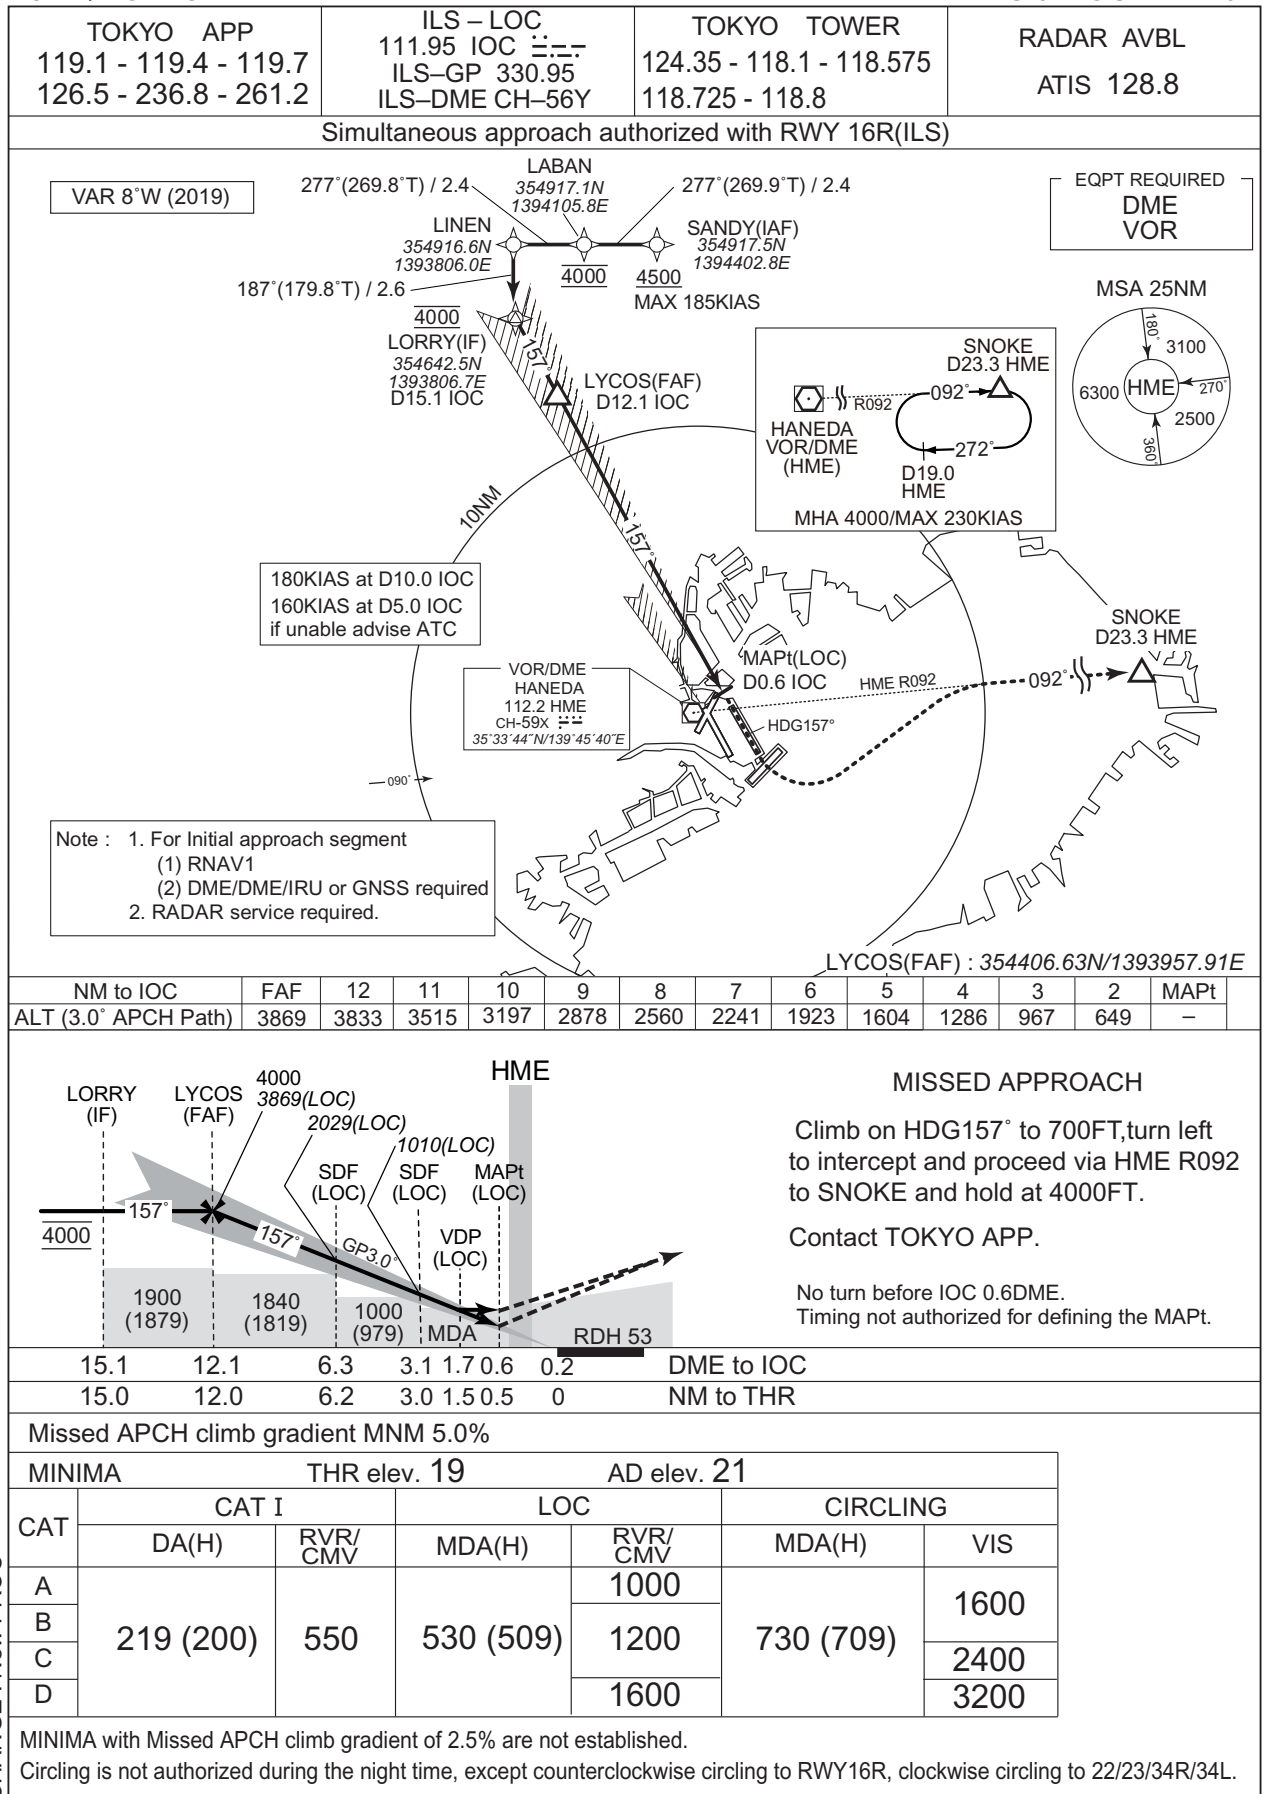 TOKYO APP
119.1 - 119.4 - 119.7
126.5 - 236.8 - 261.2
ILS – LOC
111.95 IOC
ILS–GP 330.95
ILS–DME CH–56Y
TOKYO TOWER
124.35 - 118.1 - 118.575
118.725 - 118.8
RADAR AVBL
ATIS 128.8
Simultaneous approach authorized with RWY 16R(ILS)
VAR 8˚W (2019)
277˚(269.8˚T) / 2.4
LABAN
354917.1N
1394105.8E
277˚(269.9˚T) / 2.4
LINEN
354916.6N
1393806.0E
SANDY(IAF)
354917.5N
1394402.8E
4000
4500
MAX 185KIAS
187˚(179.8˚T) / 2.6
4000
LORRY(IF)
354642.5N
1393806.7E
D15.1 IOC
157˚
LYCOS(FAF)
D12.1 IOC
EQPT REQUIRED
DME
VOR
MSA 25NM
180˚
3100
6300
HME
270˚
2500
360˚
SNOKE
D23.3 HME
R092
092˚
HANEDA
VOR/DME
(HME)
272˚
D19.0
HME
MHA 4000/MAX 230KIAS
10NM
157˚
180KIAS at D10.0 IOC
160KIAS at D5.0 IOC
if unable advise ATC
VOR/DME
HANEDA
112.2 HME
CH-59X
35˚33´44˝N/139˚45´40˝E
MAPt(LOC)
D0.6 IOC
HME R092
092˚
SNOKE
D23.3 HME
HDG157°
090˚
Note : 1. For Initial approach segment
(1) RNAV1
(2) DME/DME/IRU or GNSS required
2. RADAR service required.
LYCOS(FAF) : 354406.63N/1393957.91E
NM to IOC FAF 12 11 10 9 8 7 6 5 4 3 2 MAPt
ALT (3.0˚ APCH Path) 3869 3833 3515 3197 2878 2560 2241 1923 1604 1286 967 649 –
LORRY
(IF)
LYCOS
(FAF)
4000
3869(LOC)
2029(LOC)
1010(LOC)
HME
SDF
(LOC)
SDF
(LOC)
MAPt
(LOC)
VDP
(LOC)
157˚
4000
157˚
GP3.0˚
1900
(1879)
1840
(1819)
1000
(979)
MDA
RDH 53
MISSED APPROACH
Climb on HDG157˚ to 700FT,turn left
to intercept and proceed via HME R092
to SNOKE and hold at 4000FT.
Contact TOKYO APP.
No turn before IOC 0.6DME.
Timing not authorized for defining the MAPt.
15.1 12.1 6.3 3.1 1.7 0.6 0.2 DME to IOC
15.0 12.0 6.2 3.0 1.5 0.5 0 NM to THR
Missed APCH climb gradient MNM 5.0%
MINIMA THR elev. 19 AD elev. 21
CAT CAT I LOC CIRCLING
DA(H) RVR/CMV MDA(H) RVR/CMV MDA(H) VIS
A 1000
B 1600
219 (200) 550 530 (509) 1200 730 (709)
C 2400
D 1600 3200
MINIMA with Missed APCH climb gradient of 2.5% are not established.
Circling is not authorized during the night time, except counterclockwise circling to RWY16R, clockwise circling to 22/23/34R/34L.